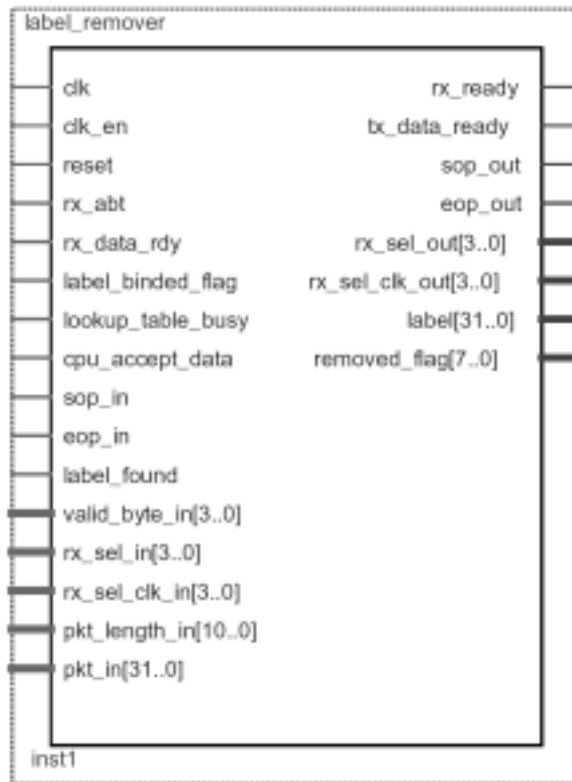 label_remover
clk rx_ready
clk_en tx_data_ready
reset sop_out
rx_abt eop_out
rx_data_rdy rx_sel_out[3..0]
label_binded_flag rx_sel_clk_out[3..0]
lookup_table_busy label[31..0]
cpu_accept_data removed_flag[7..0]
sop_in
eop_in
label_found
valid_byte_in[3..0]
rx_sel_in[3..0]
rx_sel_clk_in[3..0]
pkt_length_in[10..0]
pkt_in[31..0]
inst1